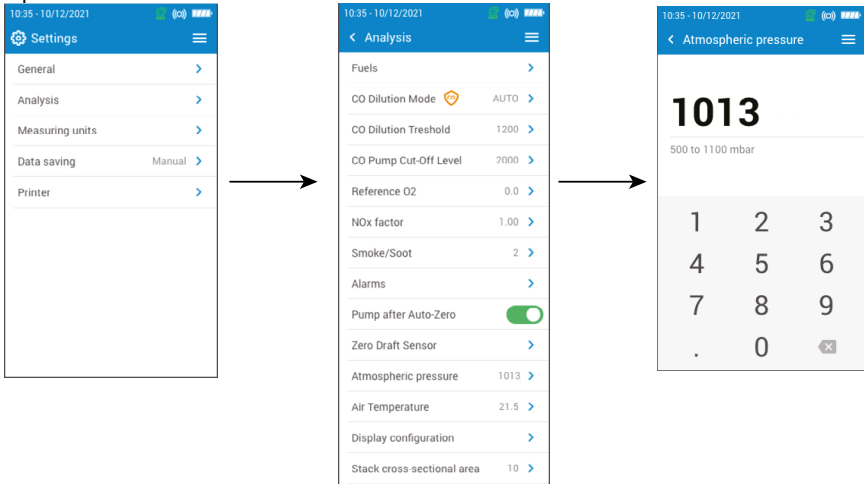 10:35 - 10/12/2021
Settings
General
Analysis
Measuring units
Data saving Manual
Printer
10:35 - 10/12/2021
Analysis
Fuels
CO Dilution Mode AUTO
CO Dilution Treshold 1200
CO Pump Cut-Off Level 2000
Reference O2 0.0
NOx factor 1.00
Smoke/Soot 2
Alarms
Pump after Auto-Zero
Zero Draft Sensor
Atmospheric pressure 1013
Air Temperature 21.5
Display configuration
Stack cross-sectional area 10
10:35 - 10/12/2021
Atmospheric pressure
1013
500 to 1100 mbar
1 2 3
4 5 6
7 8 9
. 0